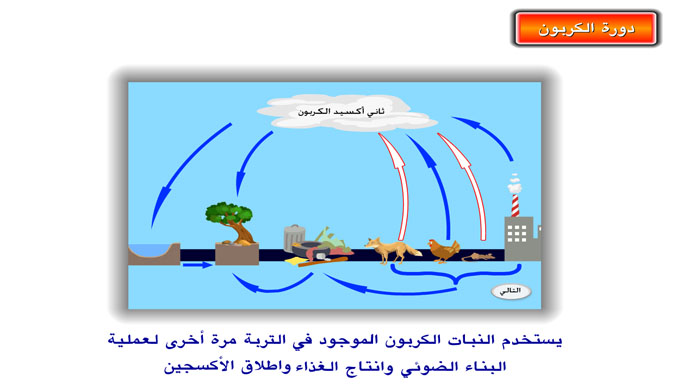 دورة الكربون
ثاني أكسيد الكربون
التالي
يستخدم النبات الكربون الموجود في التربة مرة أخرى لعملية
البناء الضوئي وانتاج الغذاء واطلاق الأكسجين